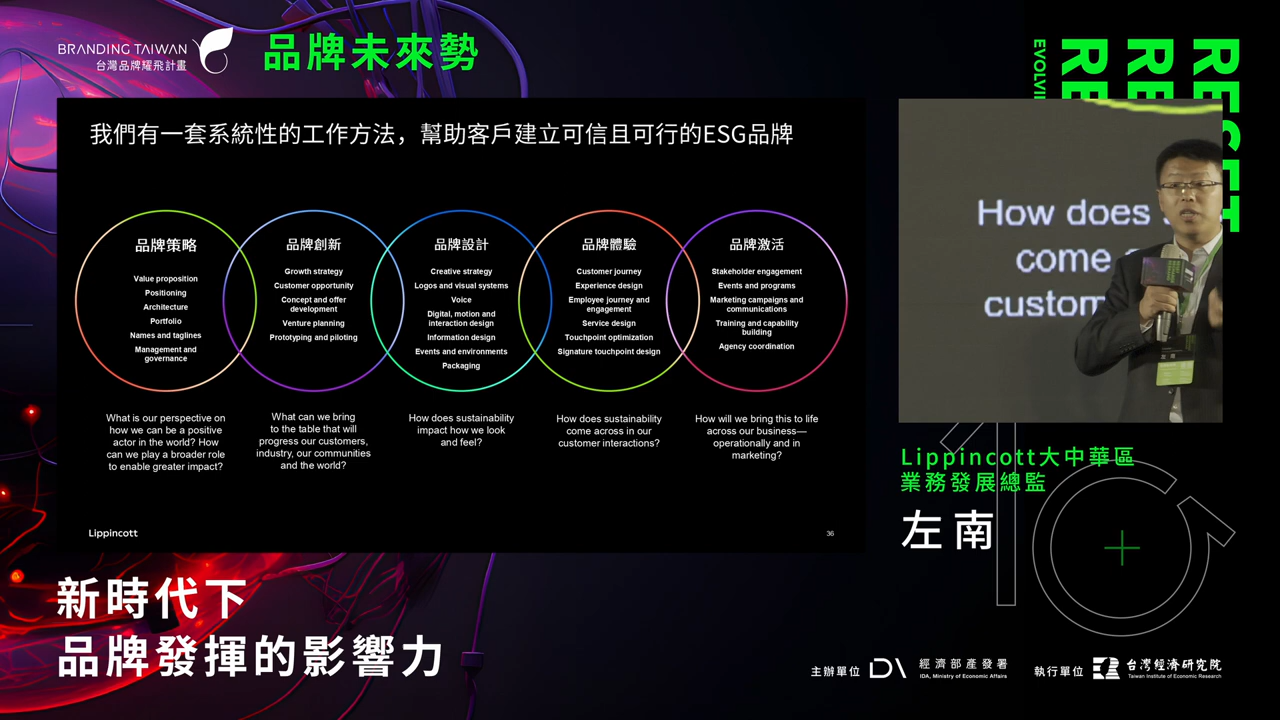 BRANDING TAIWAN
台灣品牌耀飛計畫
品牌未來勢
我們有一套系統性的工作方法，幫助客戶建立可信且可行的ESG品牌
品牌策略
Value proposition
Positioning
Architecture
Portfolio
Names and taglines
Management and
governance
What is our perspective on
how we can be a positive
actor in the world? How
can we play a broader role
to enable greater impact?
品牌創新
Growth strategy
Customer opportunity
Concept and offer
development
Venture planning
Prototyping and piloting
What can we bring
to the table that will
progress our customers,
industry, our communities
and the world?
品牌設計
Creative strategy
Logos and visual systems
Voice
Digital, motion and
interaction design
Information design
Events and environments
Packaging
How does sustainability
impact how we look
and feel?
品牌體驗
Customer journey
Experience design
Employee journey and
engagement
Service design
Touchpoint optimization
Signature touchpoint design
How does sustainability
come across in our
customer interactions?
品牌激活
Stakeholder engagement
Events and programs
Marketing campaigns and
communications
Training and capability
building
Agency coordination
How will we bring this to life
across our business—
operationally and in
marketing?
Lippincott
36
RESET
RE
RE
EVOLVI
How does
come
custom
Lippincott大中華區
業務發展總監
左南
新時代下
品牌發揮的影響力
主辦單位
經濟部產發署
IDA, Ministry of Economic Affairs
執行單位
台灣經濟研究院
Taiwan Institute of Economic Research